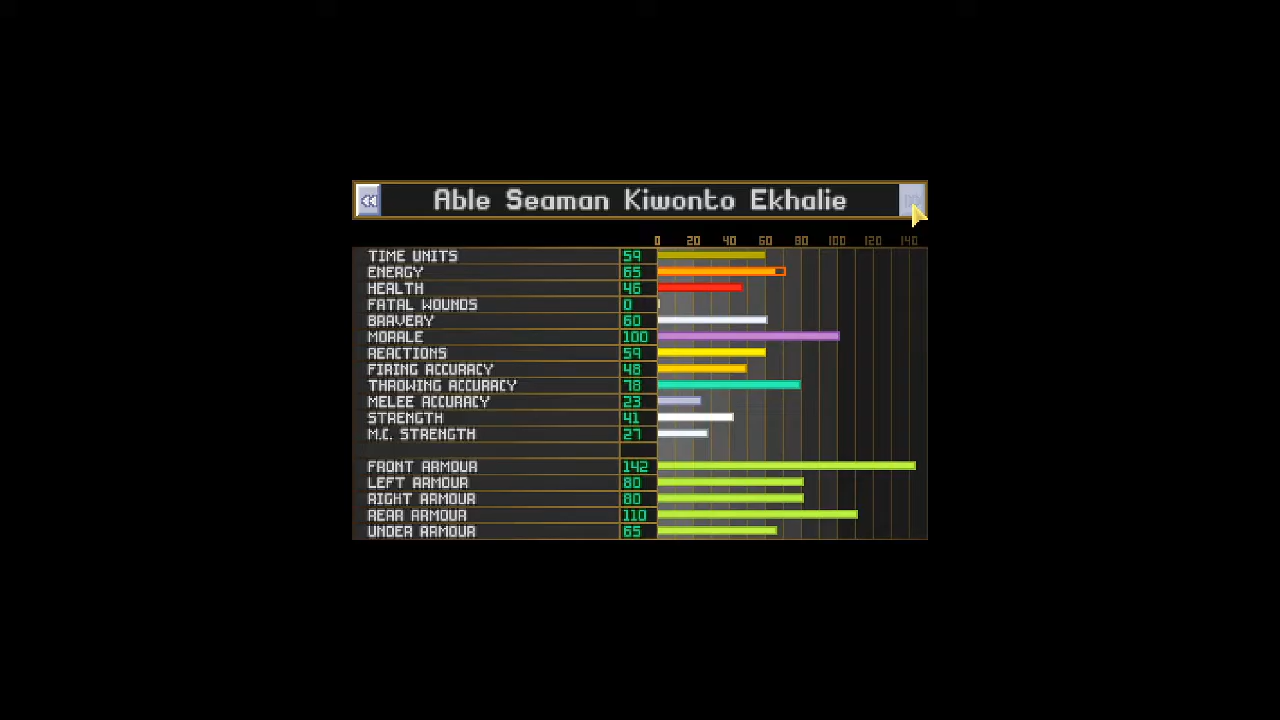 Able Seaman Kiwonto Ekhalie
0 20 40 60 80 100 120 140
TIME UNITS 59
ENERGY 65
HEALTH 46
FATAL WOUNDS 0
BRAVERY 60
MORALE 100
REACTIONS 59
FIRING ACCURACY 48
THROWING ACCURACY 78
MELEE ACCURACY 23
STRENGTH 41
M.C. STRENGTH 27
FRONT ARMOUR 142
LEFT ARMOUR 80
RIGHT ARMOUR 80
REAR ARMOUR 110
UNDER ARMOUR 65